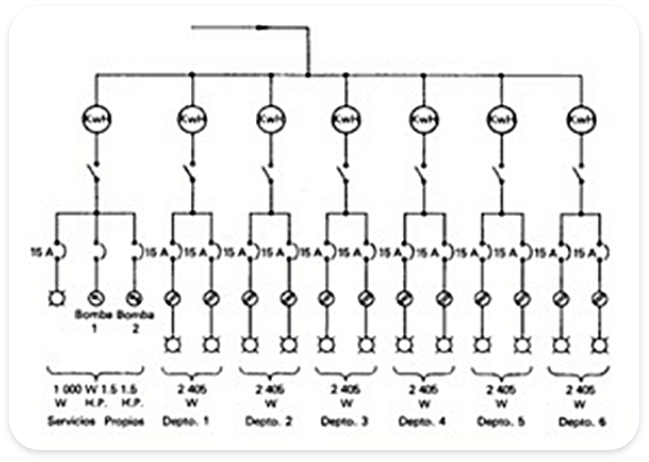 KwH KwH KwH KwH KwH KwH KwH
15 A 15 A 15 A 15 A 15 A 15 A 15 A 15 A 15 A 15 A 15 A 15 A 15 A
Bomba Bomba
1 2
1 000 W 1.5 1.5 2 405 2 405 2 405 2 405 2 405 2 405
W H.P. H.P. W W W W W W
Servicios Propios Depto. 1 Depto. 2 Depto. 3 Depto. 4 Depto. 5 Depto. 6